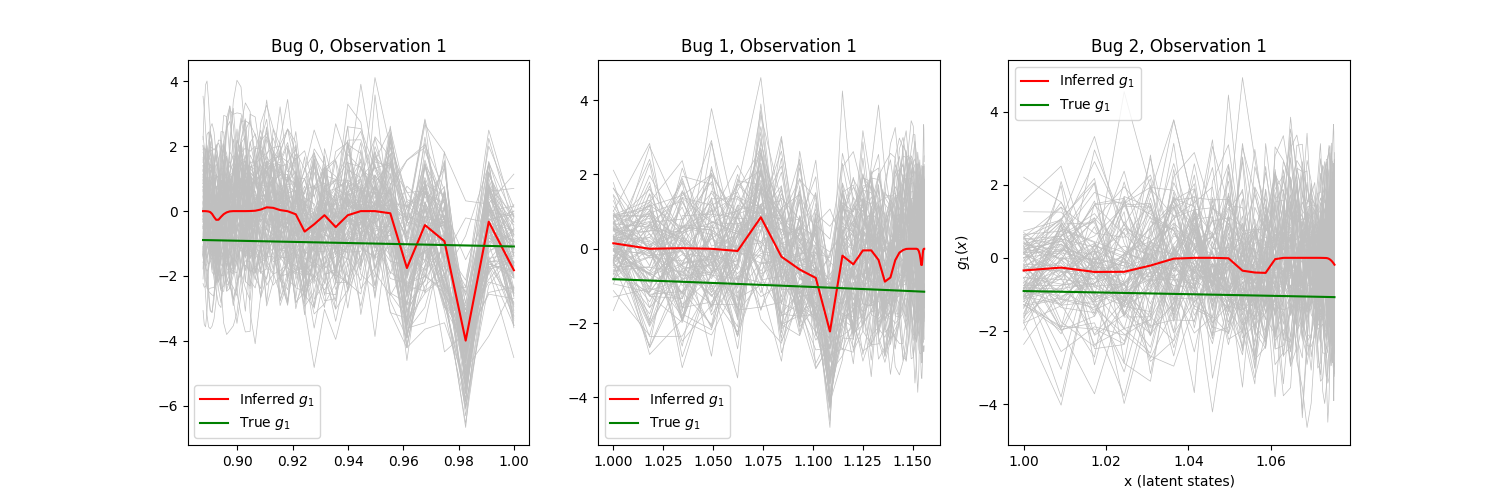 Bug 0, Observation 1
4
2
0
−2
−4
−6
0.90 0.92 0.94 0.96 0.98 1.00
Inferred g₁
True g₁
Bug 1, Observation 1
4
2
0
−2
−4
1.000 1.025 1.050 1.075 1.100 1.125 1.150
Inferred g₁
True g₁
Bug 2, Observation 1
Inferred g₁
True g₁
4
2
0
−2
−4
g₁(x)
1.00 1.02 1.04 1.06
x (latent states)